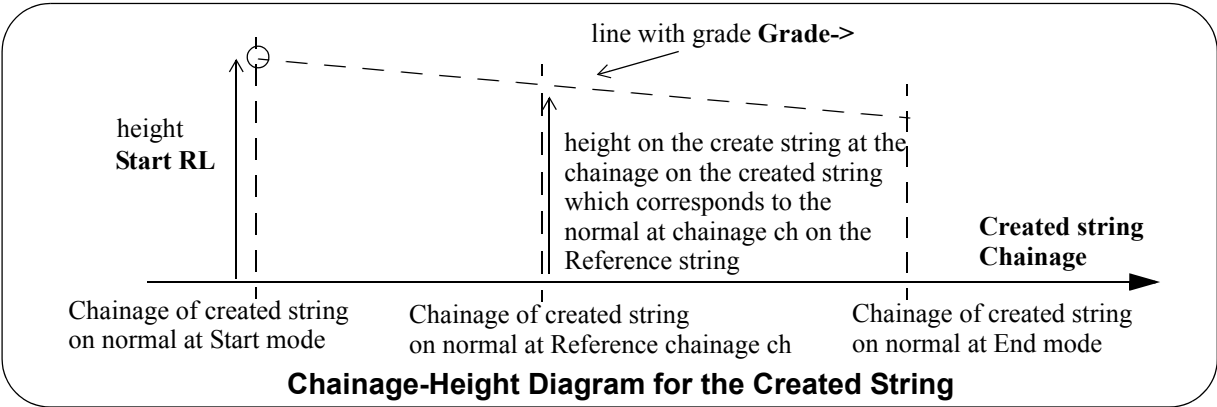 line with grade Grade->
height
Start RL
height on the create string at the
chainage on the created string
which corresponds to the
normal at chainage ch on the
Reference string
Created string
Chainage
Chainage of created string
on normal at Start mode
Chainage of created string
on normal at Reference chainage ch
Chainage of created string
on normal at End mode
Chainage-Height Diagram for the Created String